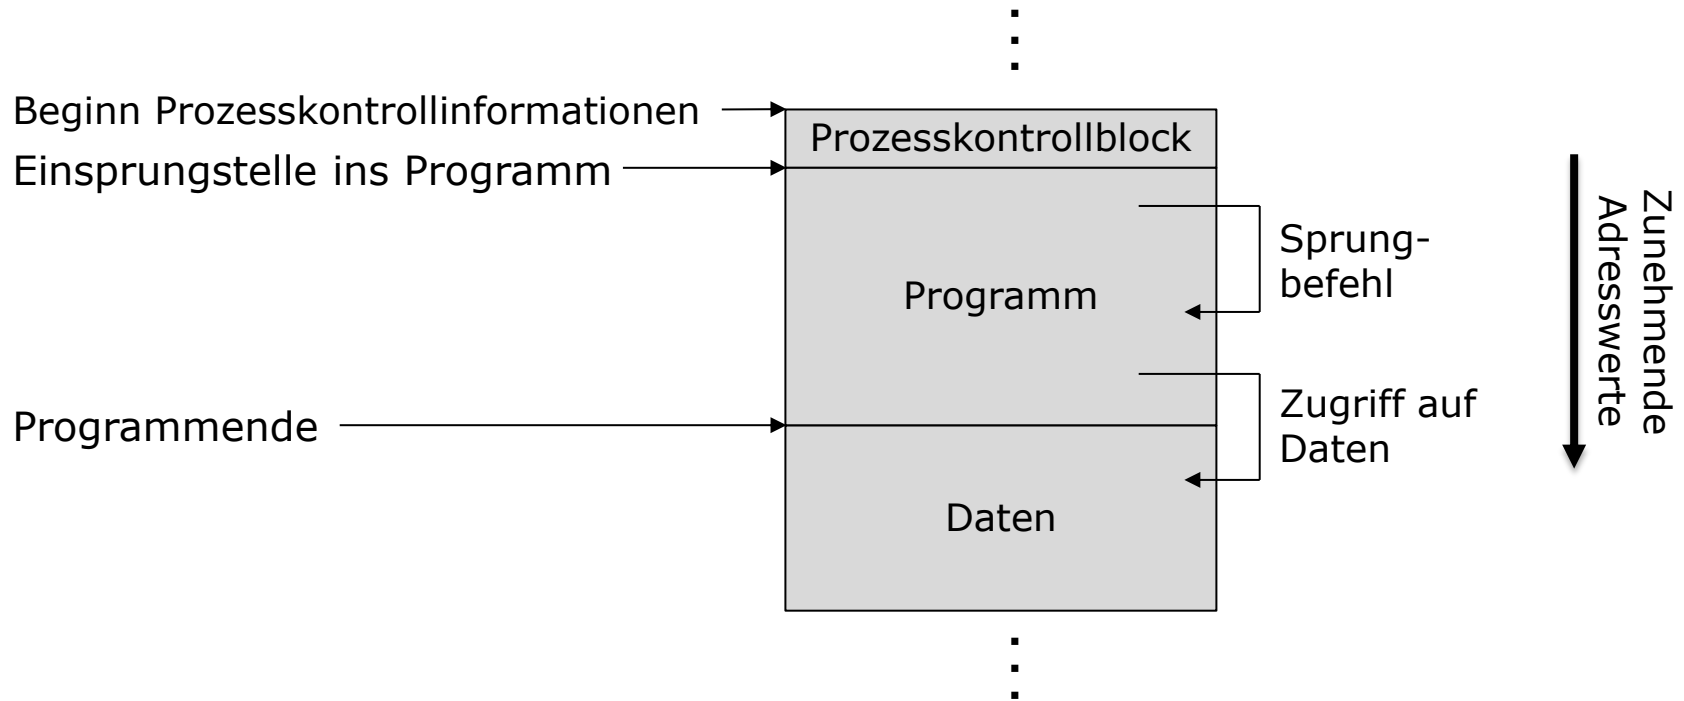 Beginn Prozesskontrollinformationen
Prozesskontrollblock
Einsprungstelle ins Programm
Sprung-
befehl
Programm
Zunehmende
Adresswerte
Zugriff auf
Daten
Programmende
Daten